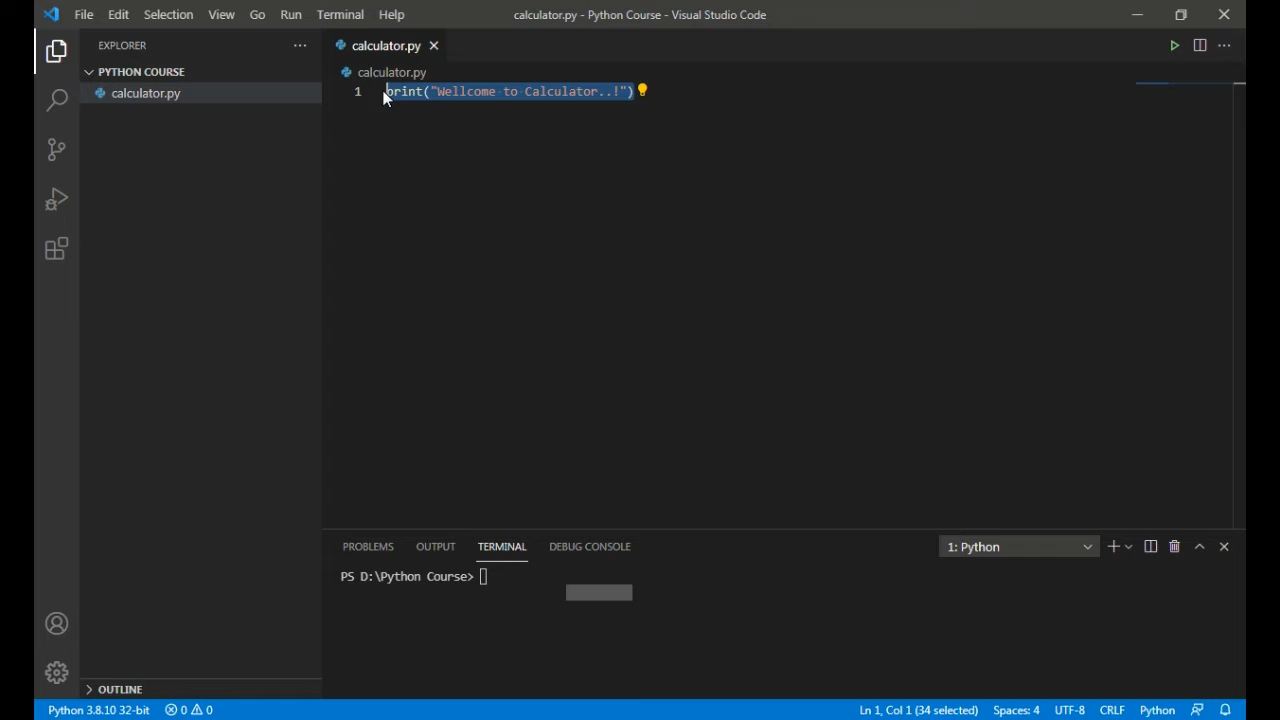 File Edit Selection View Go Run Terminal Help calculator.py - Python Course - Visual Studio Code
EXPLORER
PYTHON COURSE
calculator.py
calculator.py
calculator.py
1 print("Wellcome to Calculator..!")
PROBLEMS OUTPUT TERMINAL DEBUG CONSOLE 1: Python
PS D:\Python Course>
OUTLINE
Python 3.8.10 32-bit 0 0 Ln 1, Col 1 (34 selected) Spaces: 4 UTF-8 CRLF Python